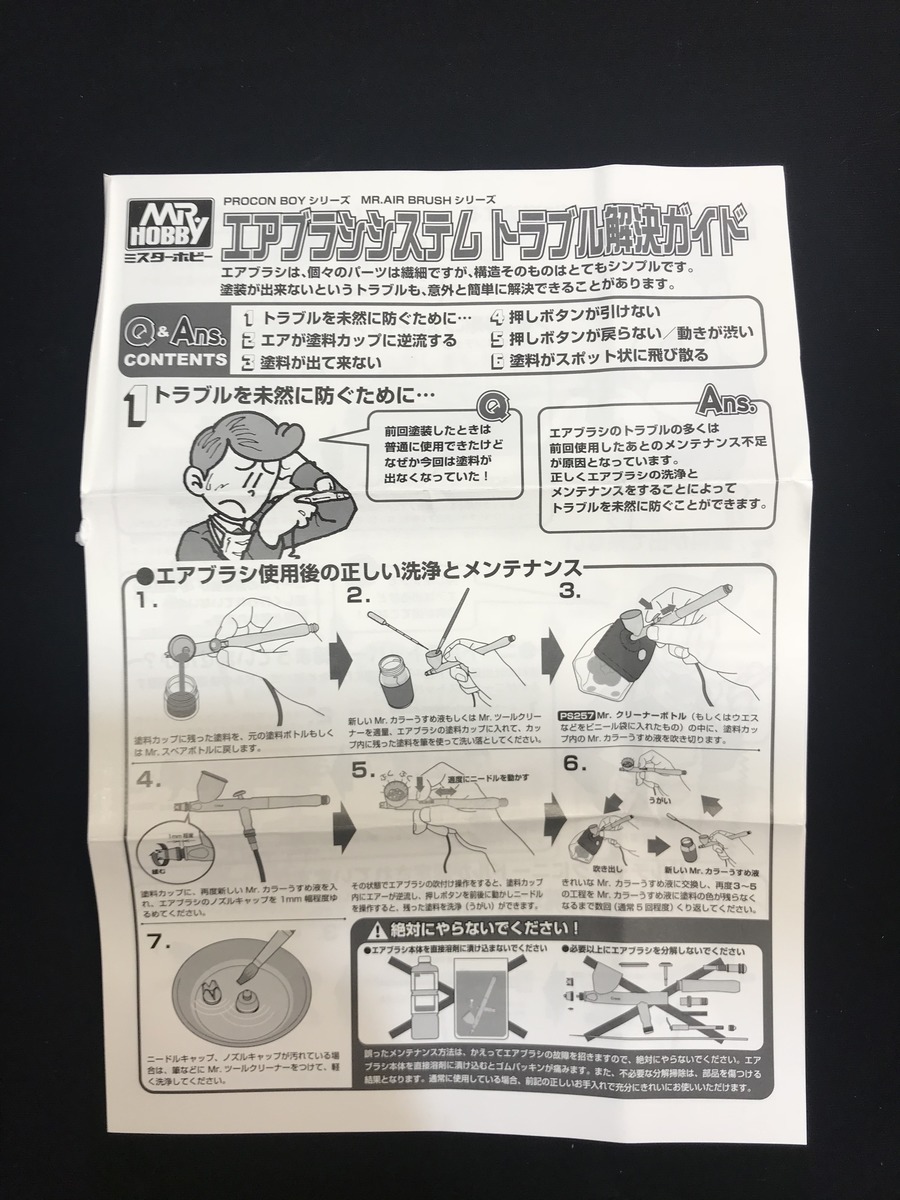 MR HOBBY
ミスターホビー
PROCON BOY シリーズ MR.AIR BRUSH シリーズ
エアブラシシステム トラブル解決ガイド
エアブラシは、個々のパーツは繊細ですが、構造そのものはとてもシンプルです。
塗装が出来ないというトラブルも、意外と簡単に解決できることがあります。
Q & Ans.
CONTENTS
1 トラブルを未然に防ぐために…
2 エアが塗料カップに逆流する
3 塗料が出て来ない
4 押しボタンが引けない
5 押しボタンが戻らない/動きが渋い
6 塗料がスポット状に飛び散る
1 トラブルを未然に防ぐために…
Q
前回塗装したときは
普通に使用できたけど
なぜか今回は塗料が
出なくなっていた!
Ans.
エアブラシのトラブルの多くは
前回使用したあとのメンテナンス不足
が原因となっています。
正しくエアブラシの洗浄と
メンテナンスをすることによって
トラブルを未然に防ぐことができます。
●エアブラシ使用後の正しい洗浄とメンテナンス
1.
塗料カップに残った塗料を、元の塗料ボトルもしく
は Mr. スペアボトルに戻します。
2.
新しい Mr. カラーうすめ液もしくは Mr. ツールクリー
ナーを適量、エアブラシの塗料カップに入れて、カッ
プ内に残った塗料を筆を使って洗い落としてください。
3.
PS257 Mr. クリーナーボトル(もしくはウエス
などをビニール袋に入れたもの)の中に、塗料カッ
プ内の Mr. カラーうすめ液を吹き切ります。
4.
1mm 程度
緩む
塗料カップに、再度新しい Mr. カラーうすめ液を入
れ、エアブラシのノズルキャップを 1mm 幅程度ゆ
るめてください。
5.
適度にニードルを動かす
その状態でエアブラシの吹付け操作をすると、塗料カップ
内にエアーが逆流し、押しボタンを前後に動かしニードル
を操作すると、残った塗料を洗浄(うがい)ができます。
6.
うがい
吹き出し
新しい Mr. カラーうすめ液
きれいな Mr. カラーうすめ液に交換し、再度3〜5
の工程を Mr. カラーうすめ液に塗料の色が残らなく
なるまで数回(通常5回程度)くり返してください。
7.
ニードルキャップ、ノズルキャップが汚れている場
合は、筆などに Mr. ツールクリーナーをつけて、軽
く洗浄してください。
絶対にやらないでください!
●エアブラシ本体を直接溶剤に漬け込まないでください
●必要以上にエアブラシを分解しないでください
誤ったメンテナンス方法は、かえってエアブラシの故障を招きますので、絶対にやらないでください。エア
ブラシ本体を直接溶剤に漬け込むとゴムパッキンが痛みます。また、不必要な分解掃除は、部品を傷つける
結果となります。通常に使用している場合、前記の正しいお手入れで充分にきれいにお使いいただけます。